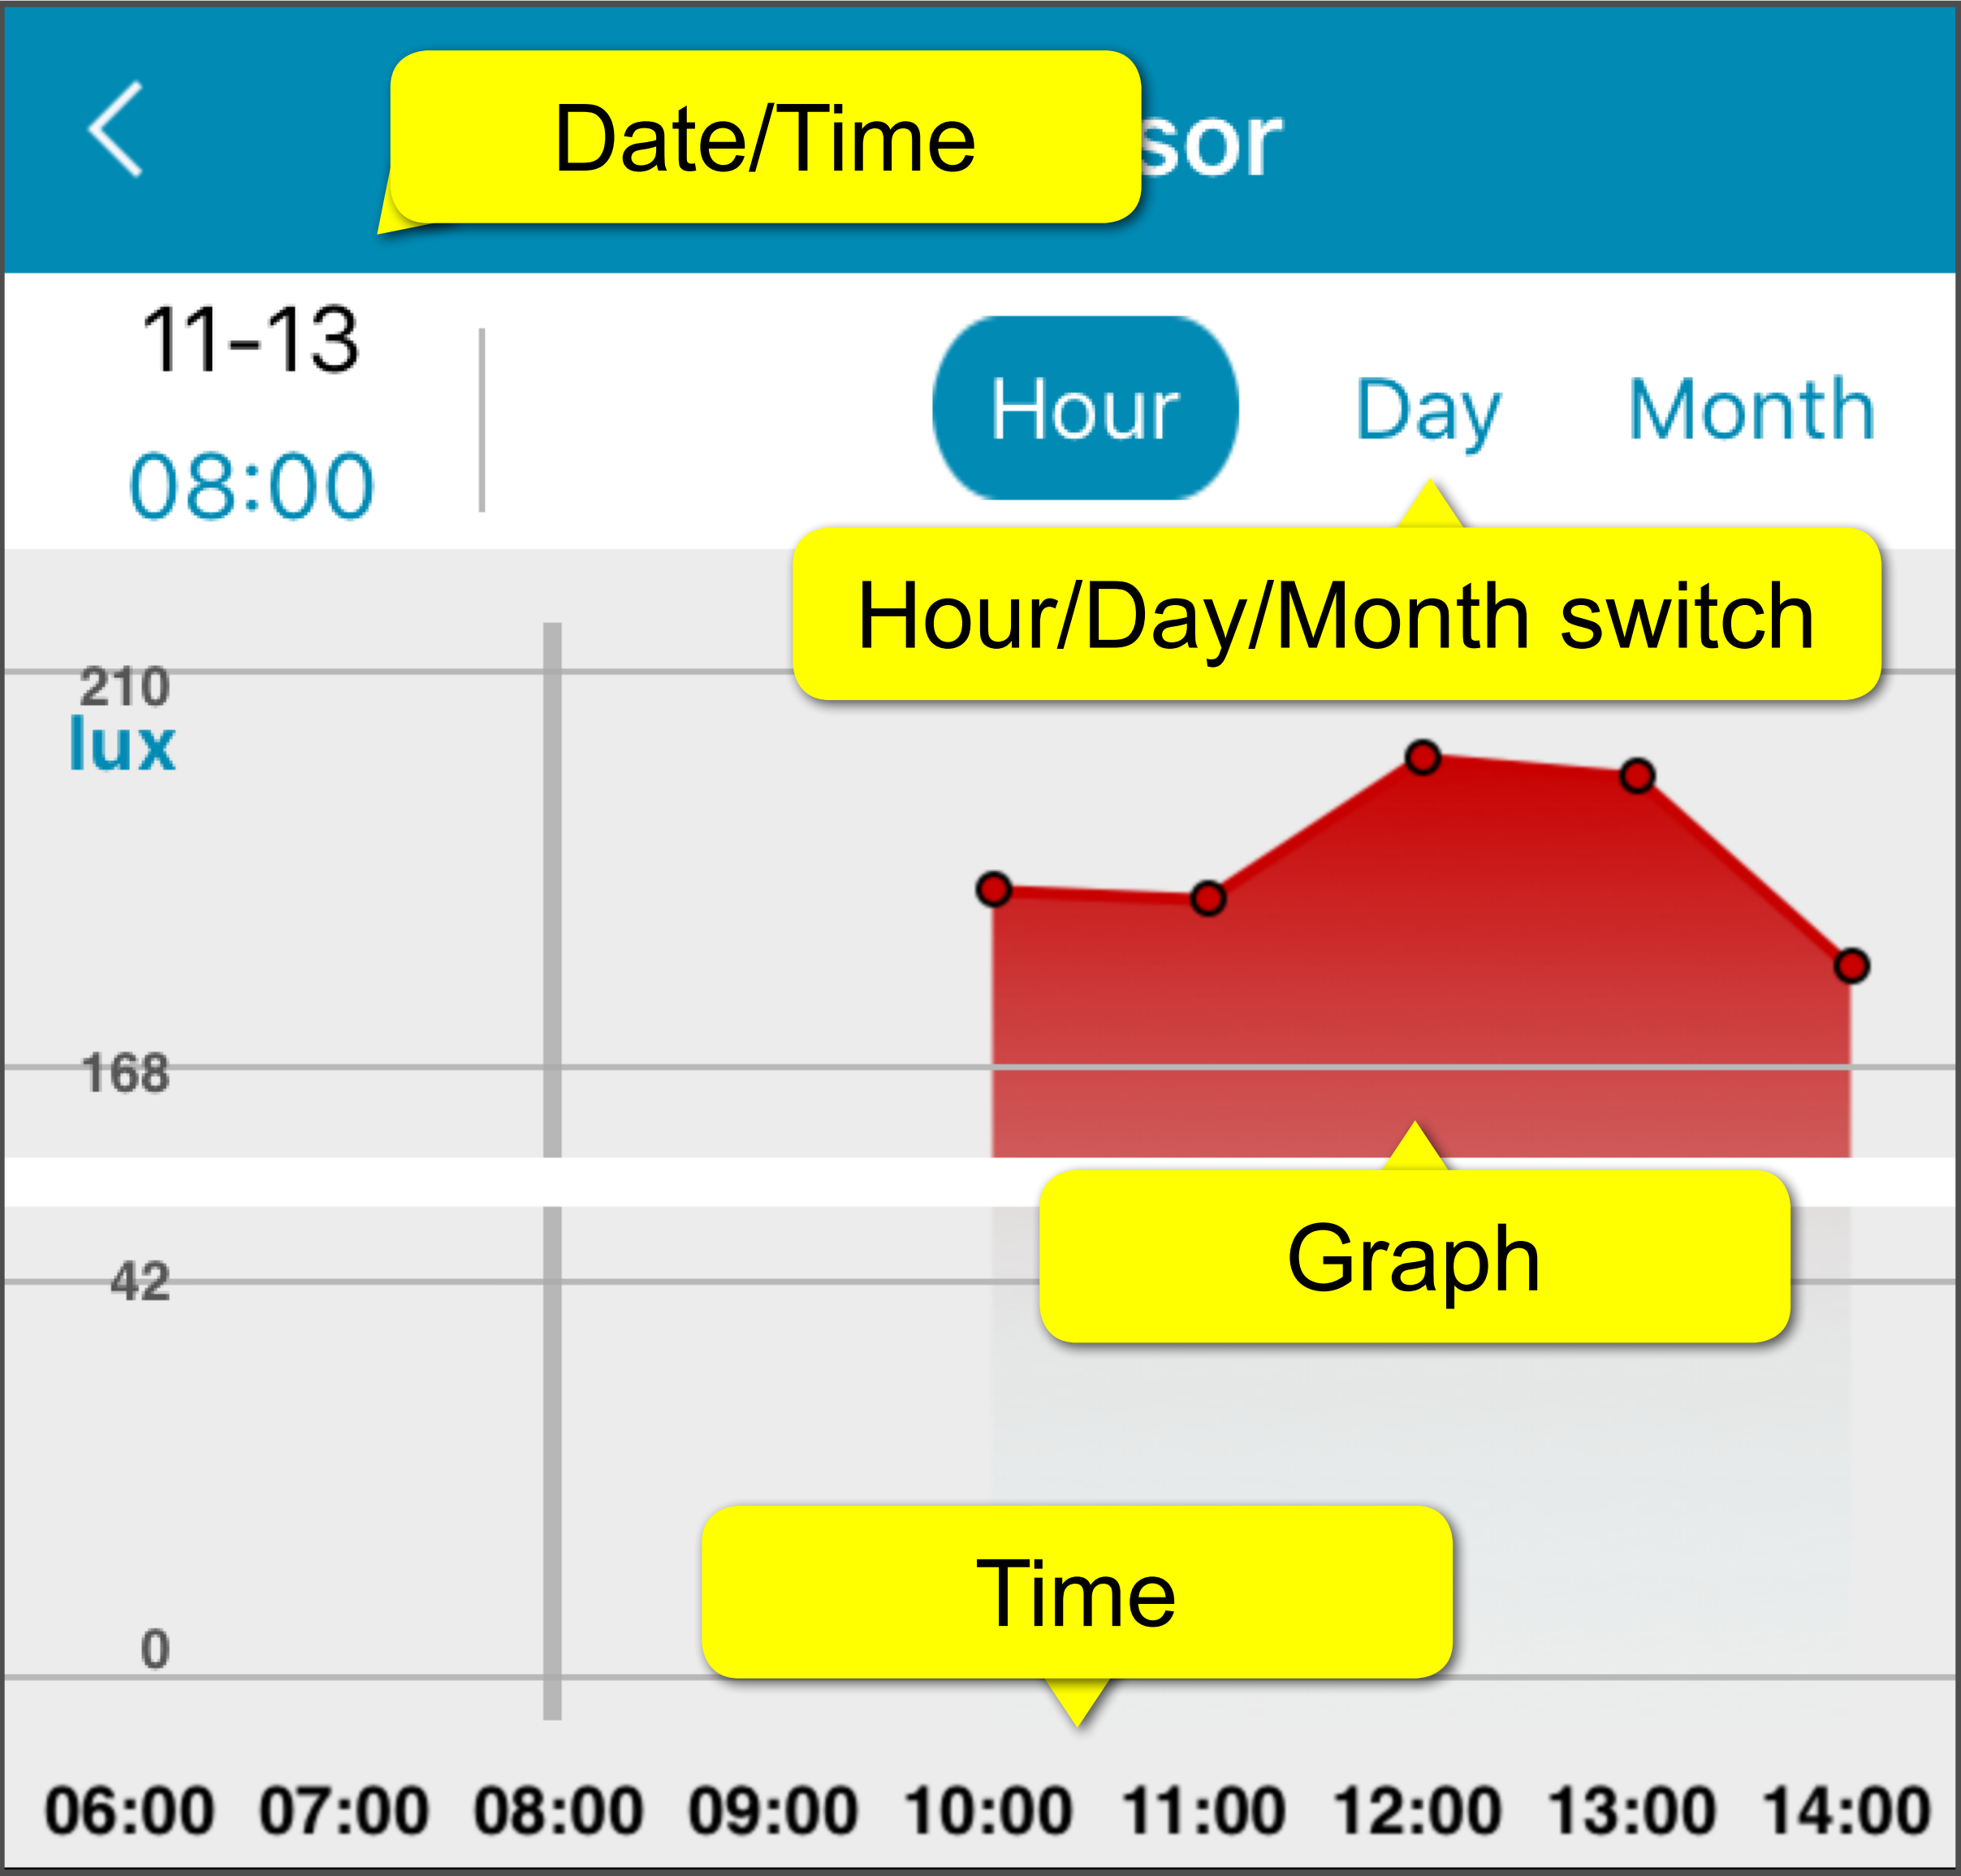 Date/Time
sor
11-13
08:00
Hour Day Month
Hour/Day/Month switch
210
lux
168
Graph
42
Time
0
06:00 07:00 08:00 09:00 10:00 11:00 12:00 13:00 14:00